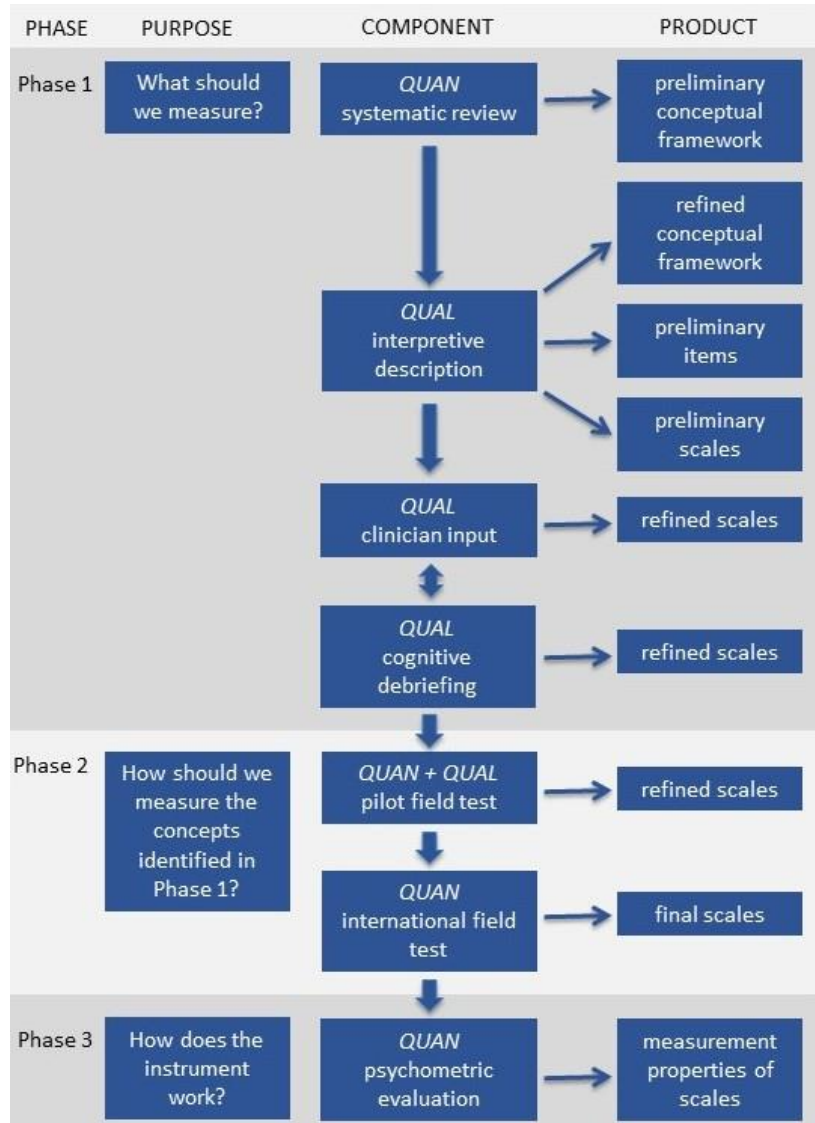 PHASE PURPOSE COMPONENT PRODUCT
Phase 1
What should
we measure?
QUAN
systematic review
preliminary
conceptual
framework
refined
conceptual
framework
QUAL
interpretive
description
preliminary
items
preliminary
scales
QUAL
clinician input
refined scales
QUAL
cognitive
debriefing
refined scales
Phase 2
How should we
measure the
concepts
identified in
Phase 1?
QUAN + QUAL
pilot field test
refined scales
QUAN
international field
test
final scales
Phase 3
How does the
instrument
work?
QUAN
psychometric
evaluation
measurement
properties of
scales